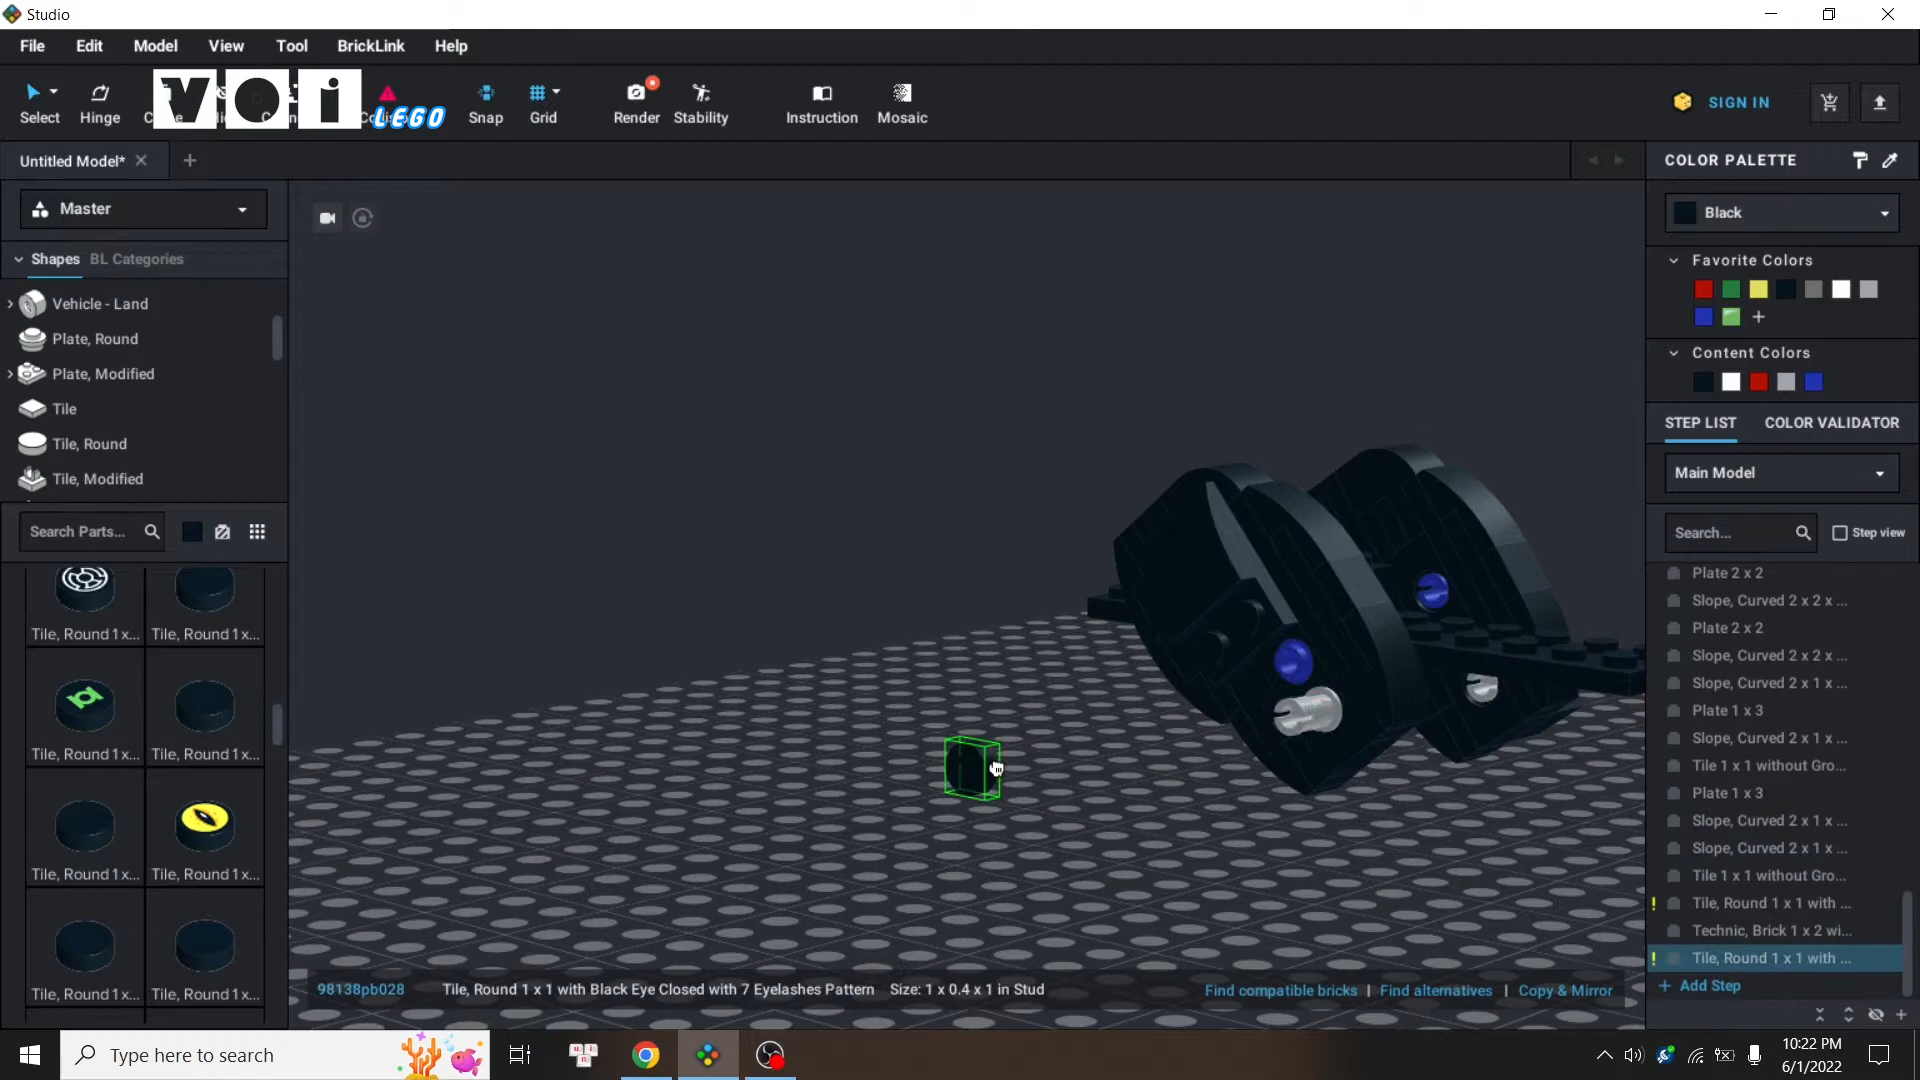 Studio
File Edit Model View Tool BrickLink Help
Select Hinge Snap Grid Render Stability Instruction Mosaic
VOi LEGO
SIGN IN
Untitled Model*
COLOR PALETTE
Master
Black
Shapes BL Categories
Favorite Colors
Vehicle - Land
Plate, Round
Content Colors
Plate, Modified
Tile
STEP LIST COLOR VALIDATOR
Tile, Round
Main Model
Tile, Modified
Search Parts...
Search... Step view
Plate 2 x 2
Slope, Curved 2 x 2 x ...
Plate 2 x 2
Tile, Round 1 x... Tile, Round 1x...
Slope, Curved 2 x 2 x ...
Slope, Curved 2 x 1 x ...
Plate 1 x 3
Slope, Curved 2 x 1 x ...
Tile, Round 1x... Tile, Round 1x...
Tile 1 x 1 without Gro...
Plate 1 x 3
Slope, Curved 2 x 1 x ...
Slope, Curved 2 x 1 x ...
Tile, Round 1x... Tile, Round 1x...
Tile 1 x 1 without Gro...
! Tile, Round 1 x 1 with ...
Technic, Brick 1 x 2 wi...
! Tile, Round 1 x 1 with ...
+ Add Step
Tile, Round 1x... Tile, Round 1x...
98138pb028 Tile, Round 1 x 1 with Black Eye Closed with 7 Eyelashes Pattern Size: 1 x 0.4 x 1 in Stud
Find compatible bricks | Find alternatives | Copy & Mirror
Type here to search
10:22 PM
6/1/2022